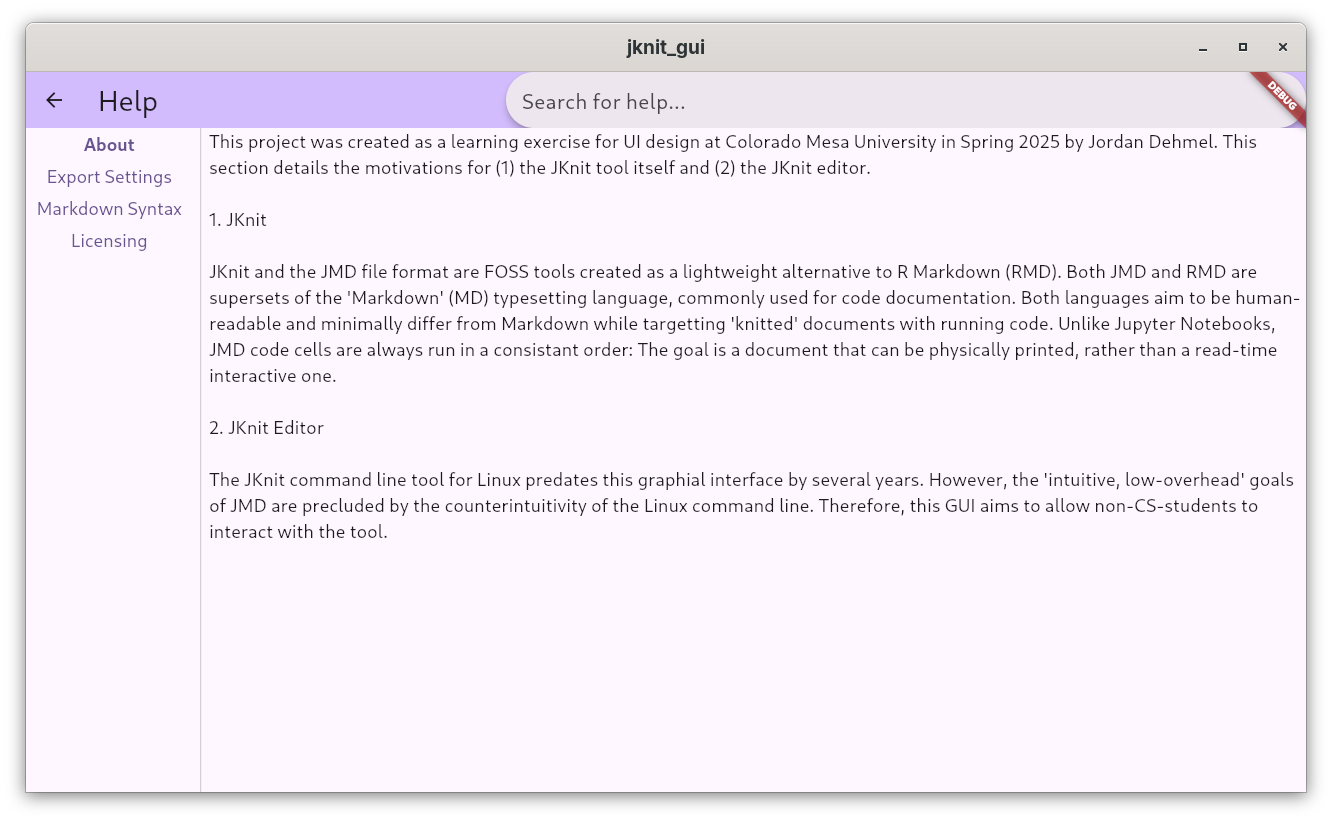 jknit_gui
Help
Search for help...
DEBUG
About
Export Settings
Markdown Syntax
Licensing
This project was created as a learning exercise for UI design at Colorado Mesa University in Spring 2025 by Jordan Dehmel. This
section details the motivations for (1) the JKnit tool itself and (2) the JKnit editor.
1. JKnit
JKnit and the JMD file format are FOSS tools created as a lightweight alternative to R Markdown (RMD). Both JMD and RMD are
supersets of the 'Markdown' (MD) typesetting language, commonly used for code documentation. Both languages aim to be human-
readable and minimally differ from Markdown while targetting 'knitted' documents with running code. Unlike Jupyter Notebooks,
JMD code cells are always run in a consistant order: The goal is a document that can be physically printed, rather than a read-time
interactive one.
2. JKnit Editor
The JKnit command line tool for Linux predates this graphial interface by several years. However, the 'intuitive, low-overhead' goals
of JMD are precluded by the counterintuitivity of the Linux command line. Therefore, this GUI aims to allow non-CS-students to
interact with the tool.